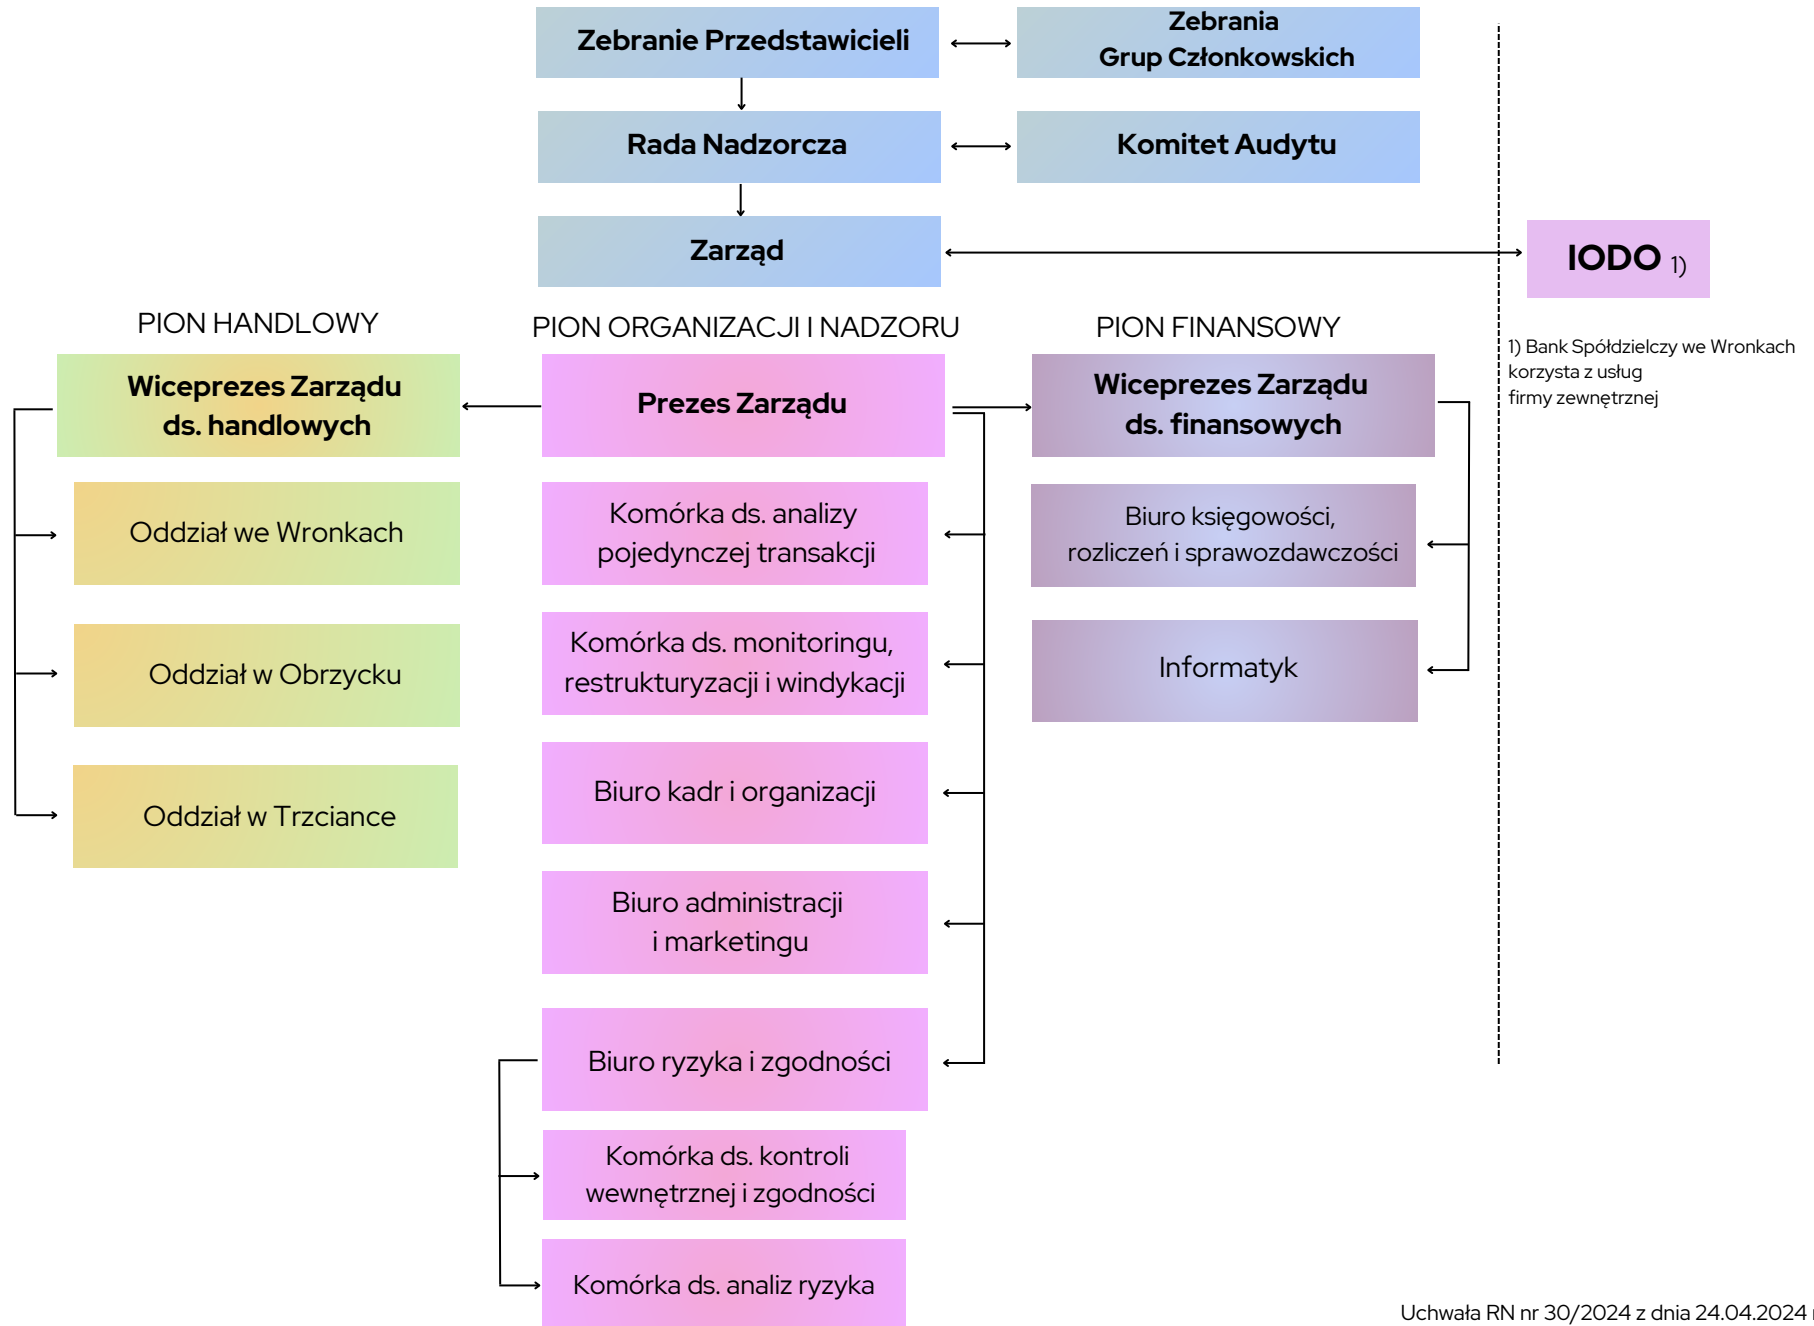 Zebranie Przedstawicieli
Zebrania
Grup Członkowskich
Rada Nadzorcza
Komitet Audytu
Zarząd
IODO 1)
1) Bank Spółdzielczy we Wronkach
korzysta z usług
firmy zewnętrznej
PION HANDLOWY
PION ORGANIZACJI I NADZORU
PION FINANSOWY
Wiceprezes Zarządu
ds. handlowych
Prezes Zarządu
Wiceprezes Zarządu
ds. finansowych
Oddział we Wronkach
Oddział w Obrzycku
Oddział w Trzciance
Komórka ds. analizy
pojedynczej transakcji
Komórka ds. monitoringu,
restrukturyzacji i windykacji
Biuro kadr i organizacji
Biuro administracji
i marketingu
Biuro ryzyka i zgodności
Komórka ds. kontroli
wewnętrznej i zgodności
Komórka ds. analiz ryzyka
Biuro księgowości,
rozliczeń i sprawozdawczości
Informatyk
Uchwała RN nr 30/2024 z dnia 24.04.2024 r